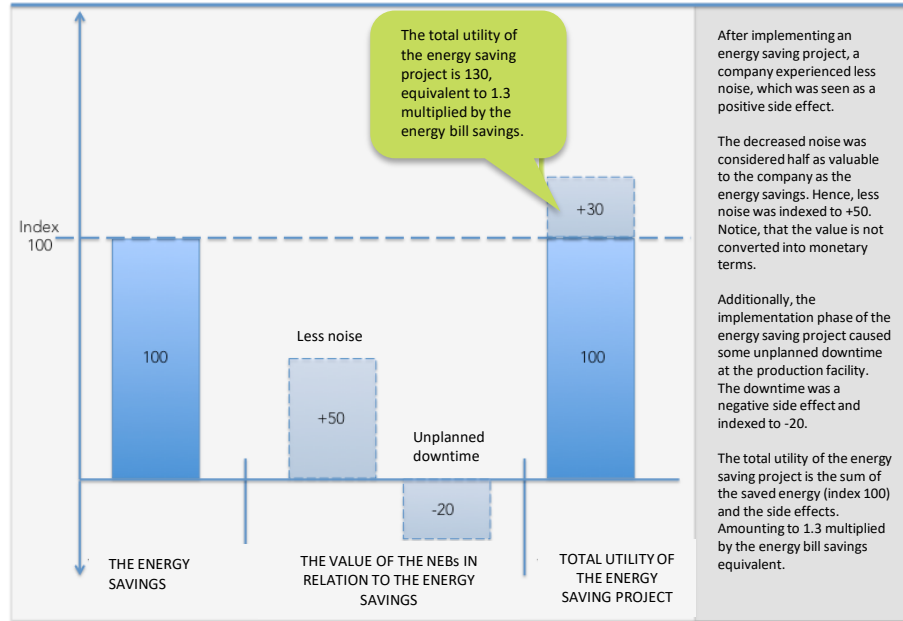 The total utility of
the energy saving
project is 130,
equivalent to 1.3
multiplied by the
energy bill savings.
Index
100
100
Less noise
+50
Unplanned
downtime
-20
+30
100
THE ENERGY
SAVINGS
THE VALUE OF THE NEBs IN
RELATION TO THE ENERGY
SAVINGS
TOTAL UTILITY OF
THE ENERGY
SAVING PROJECT
After implementing an
energy saving project, a
company experienced less
noise, which was seen as a
positive side effect.
The decreased noise was
considered half as valuable
to the company as the
energy savings. Hence, less
noise was indexed to +50.
Notice, that the value is not
converted into monetary
terms.
Additionally, the
implementation phase of the
energy saving project caused
some unplanned downtime
at the production facility.
The downtime was a
negative side effect and
indexed to -20.
The total utility of the energy
saving project is the sum of
the saved energy (index 100)
and the side effects.
Amounting to 1.3 multiplied
by the energy bill savings
equivalent.